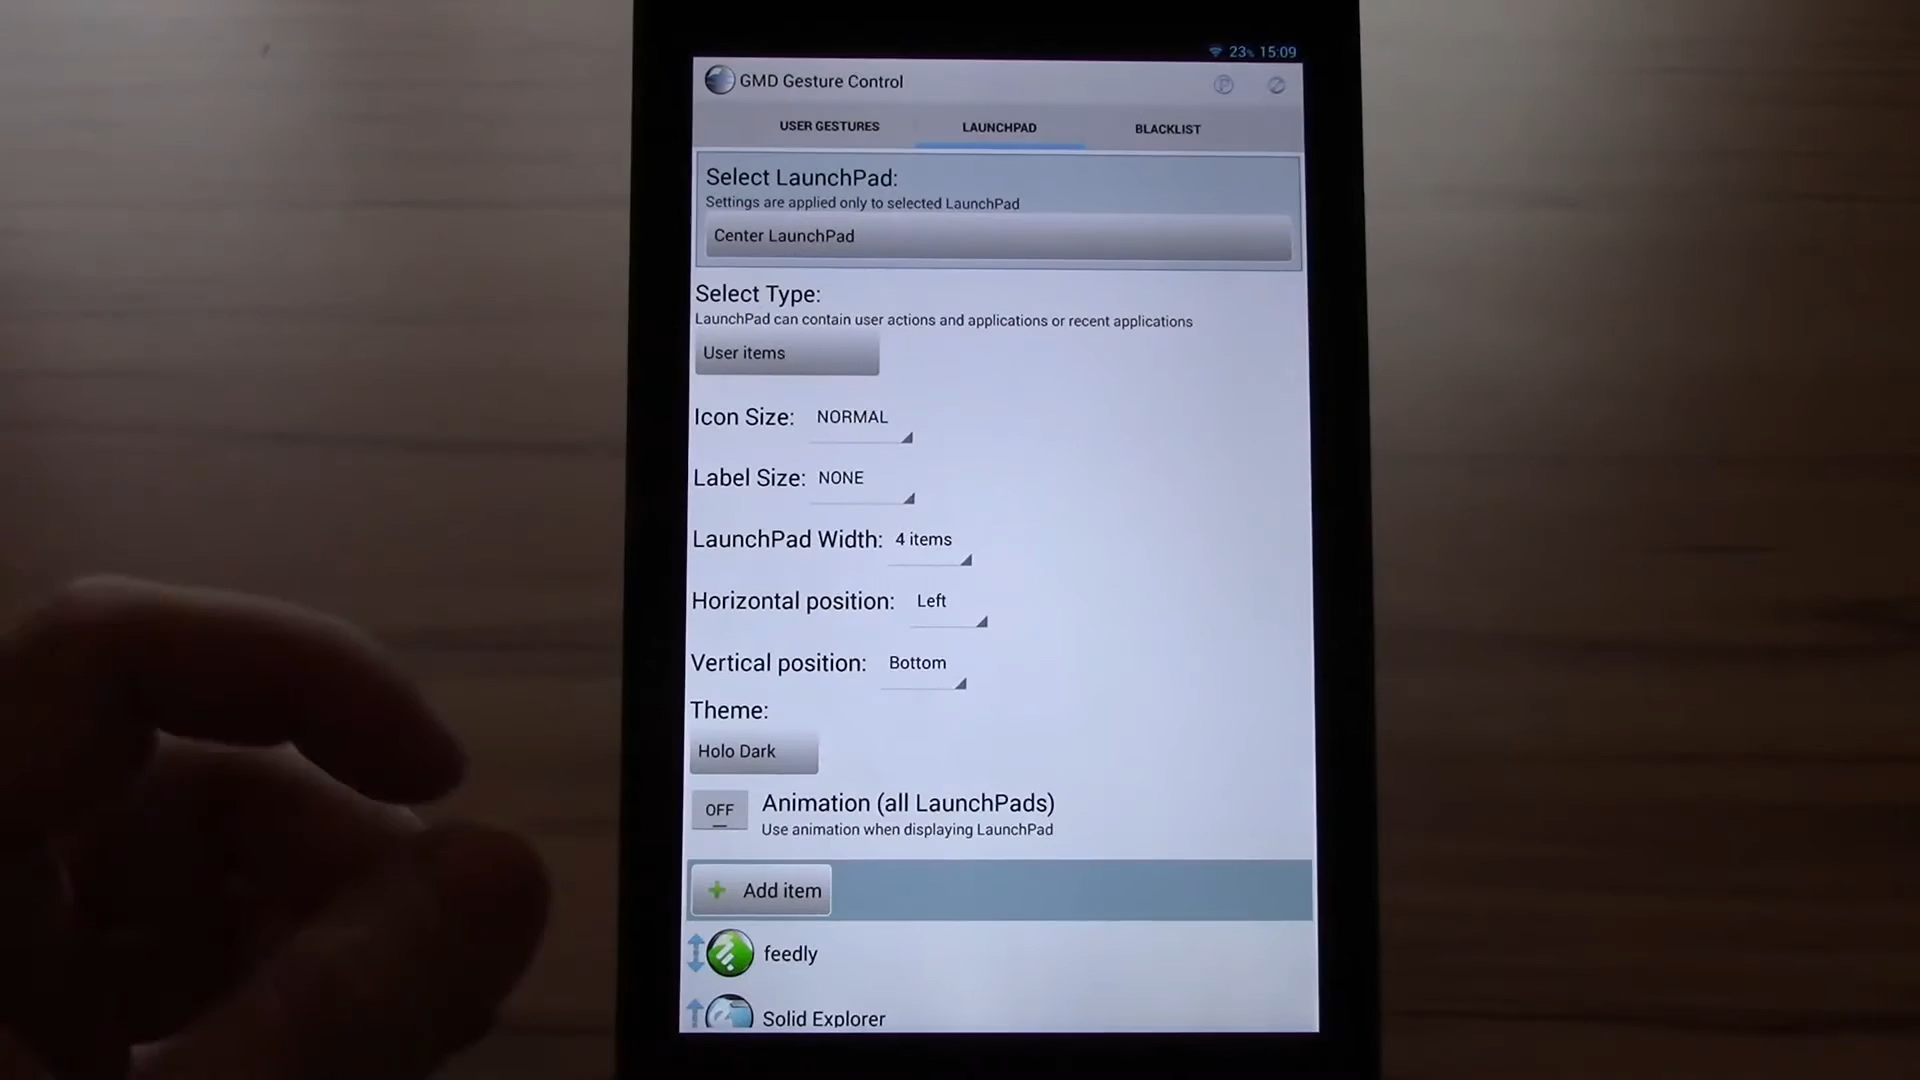 23% 15:09
GMD Gesture Control
USER GESTURES LAUNCHPAD BLACKLIST
Select LaunchPad:
Settings are applied only to selected LaunchPad
Center LaunchPad
Select Type:
LaunchPad can contain user actions and applications or recent applications
User items
Icon Size: NORMAL
Label Size: NONE
LaunchPad Width: 4 items
Horizontal position: Left
Vertical position: Bottom
Theme:
Holo Dark
OFF Animation (all LaunchPads)
Use animation when displaying LaunchPad
+ Add item
feedly
Solid Explorer